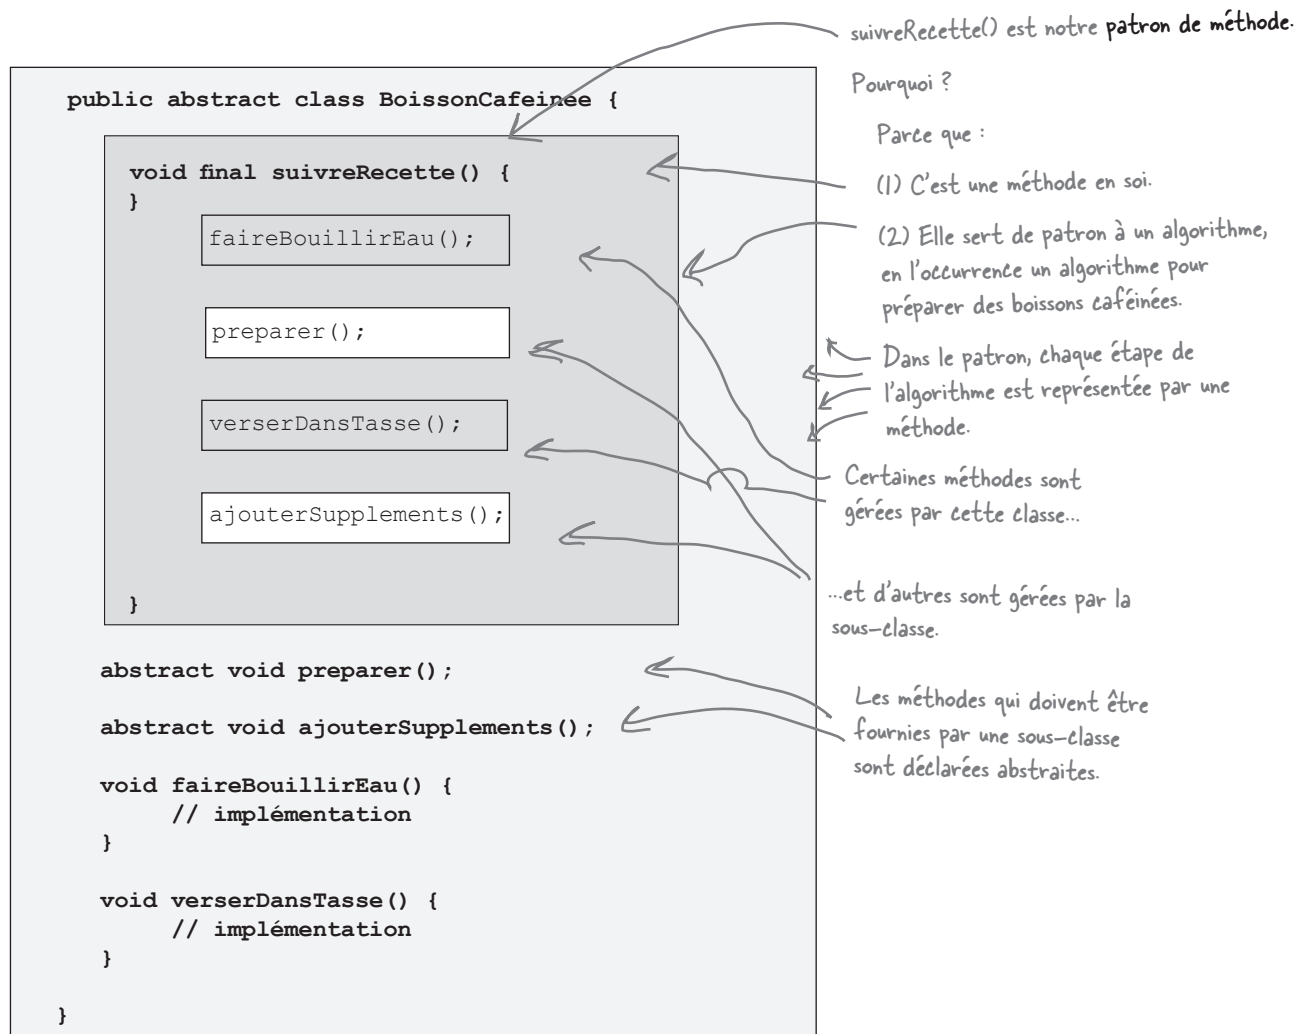 suivreRecette() est notre patron de méthode.
Pourquoi ?
Parce que :
(1) C'est une méthode en soi.
(2) Elle sert de patron à un algorithme,
en l'occurrence un algorithme pour
préparer des boissons caféinées.
Dans le patron, chaque étape de
l'algorithme est représentée par une
méthode.
Certaines méthodes sont
gérées par cette classe...
...et d'autres sont gérées par la
sous-classe.
Les méthodes qui doivent être
fournies par une sous-classe
sont déclarées abstraites.
public abstract class BoissonCafeinee {
void final suivreRecette() {
}
faireBouillirEau();
preparer();
verserDansTasse();
ajouterSupplements();
}
abstract void preparer();
abstract void ajouterSupplements();
void faireBouillirEau() {
// implémentation
}
void verserDansTasse() {
// implémentation
}
}